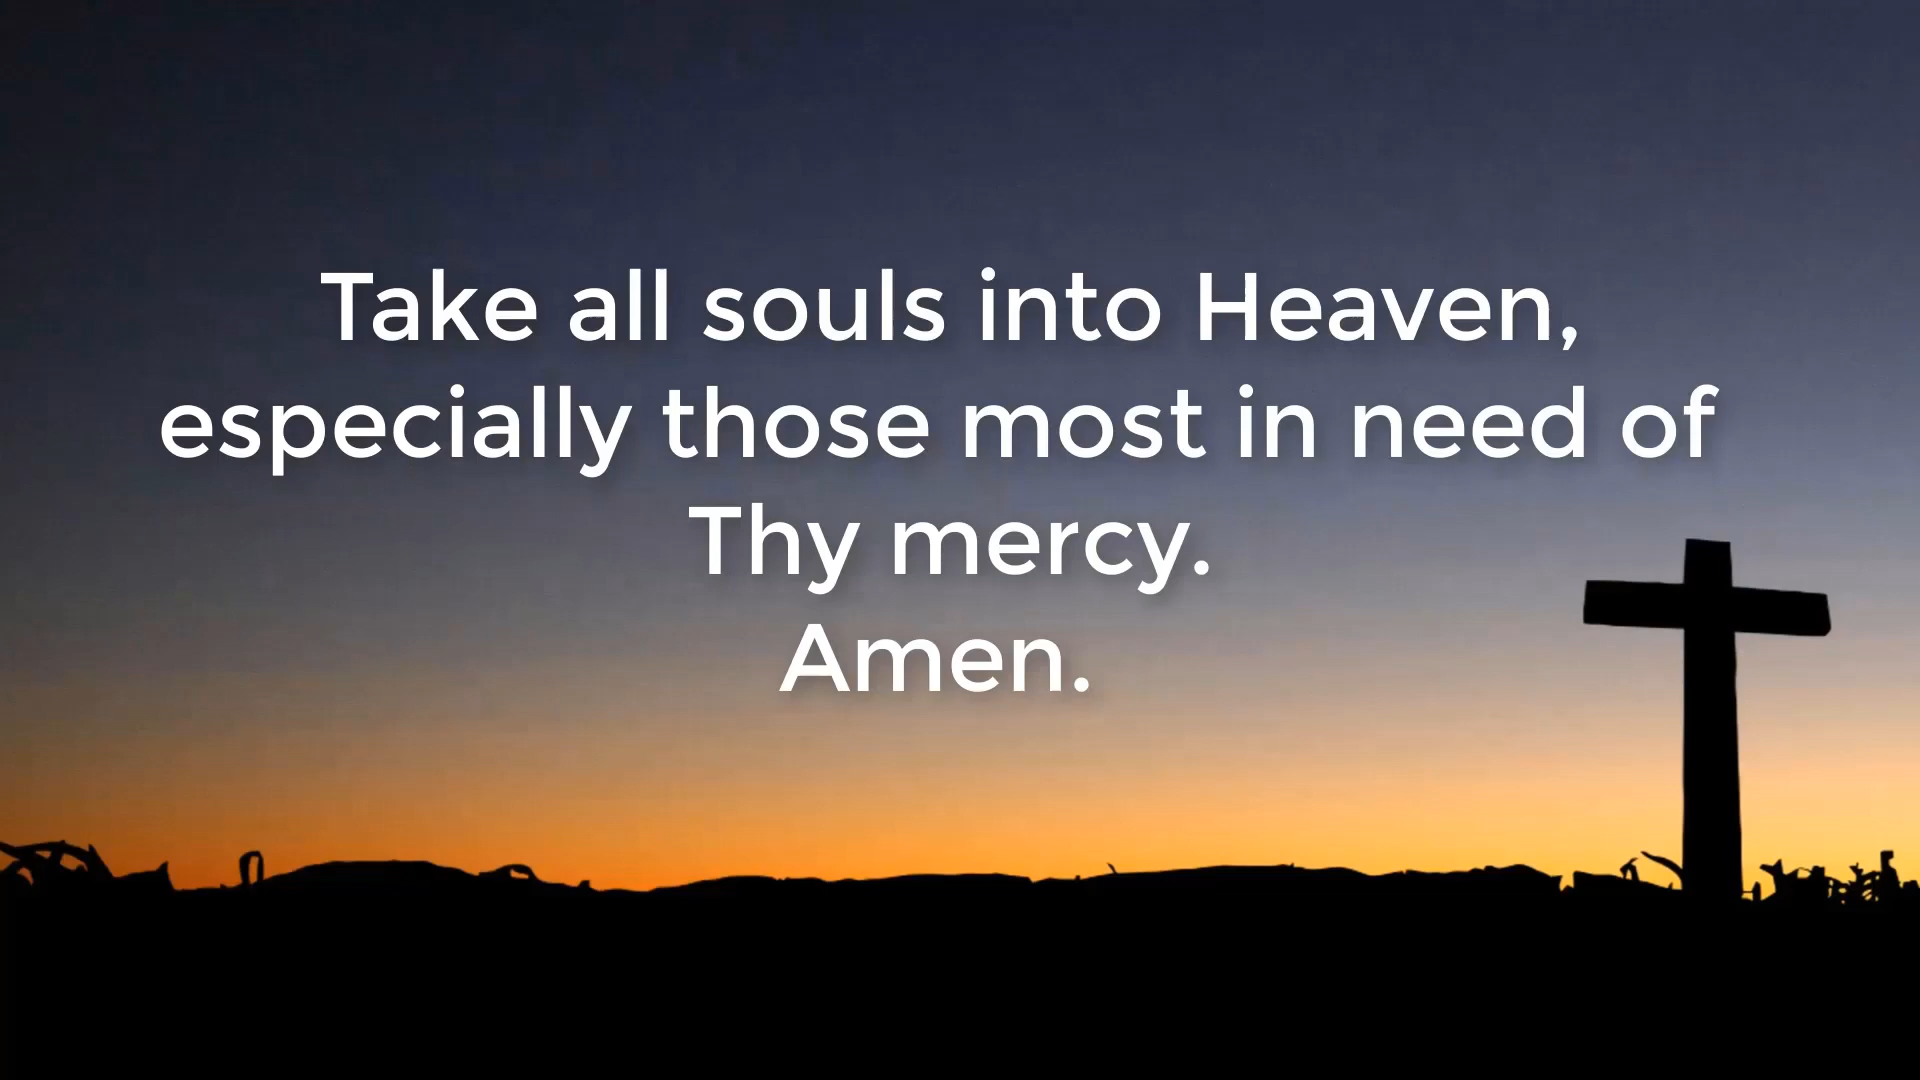 Take all souls into Heaven,
especially those most in need of
Thy mercy.
Amen.